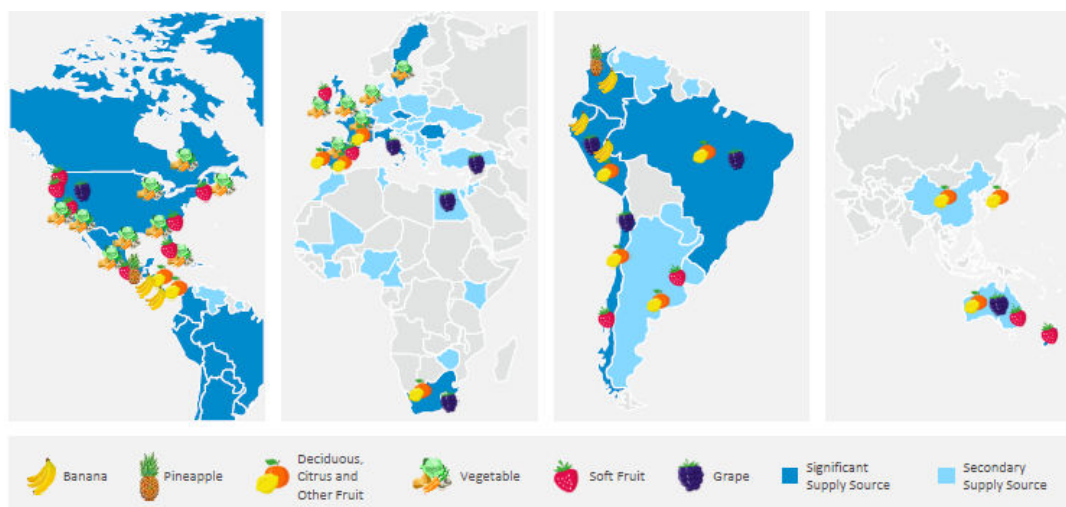 Banana
Pineapple
Deciduous,
Citrus and
Other Fruit
Vegetable
Soft Fruit
Grape
Significant
Supply Source
Secondary
Supply Source